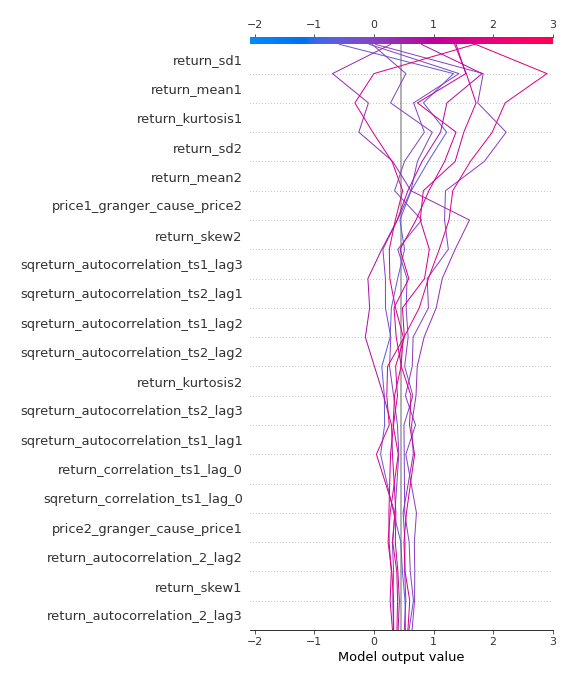 −2 −1 0 1 2 3
return_sd1
return_mean1
return_kurtosis1
return_sd2
return_mean2
price1_granger_cause_price2
return_skew2
sqreturn_autocorrelation_ts1_lag3
sqreturn_autocorrelation_ts2_lag1
sqreturn_autocorrelation_ts1_lag2
sqreturn_autocorrelation_ts2_lag2
return_kurtosis2
sqreturn_autocorrelation_ts2_lag3
sqreturn_autocorrelation_ts1_lag1
return_correlation_ts1_lag_0
sqreturn_correlation_ts1_lag_0
price2_granger_cause_price1
return_autocorrelation_2_lag2
return_skew1
return_autocorrelation_2_lag3
−2 −1 0 1 2 3
Model output value